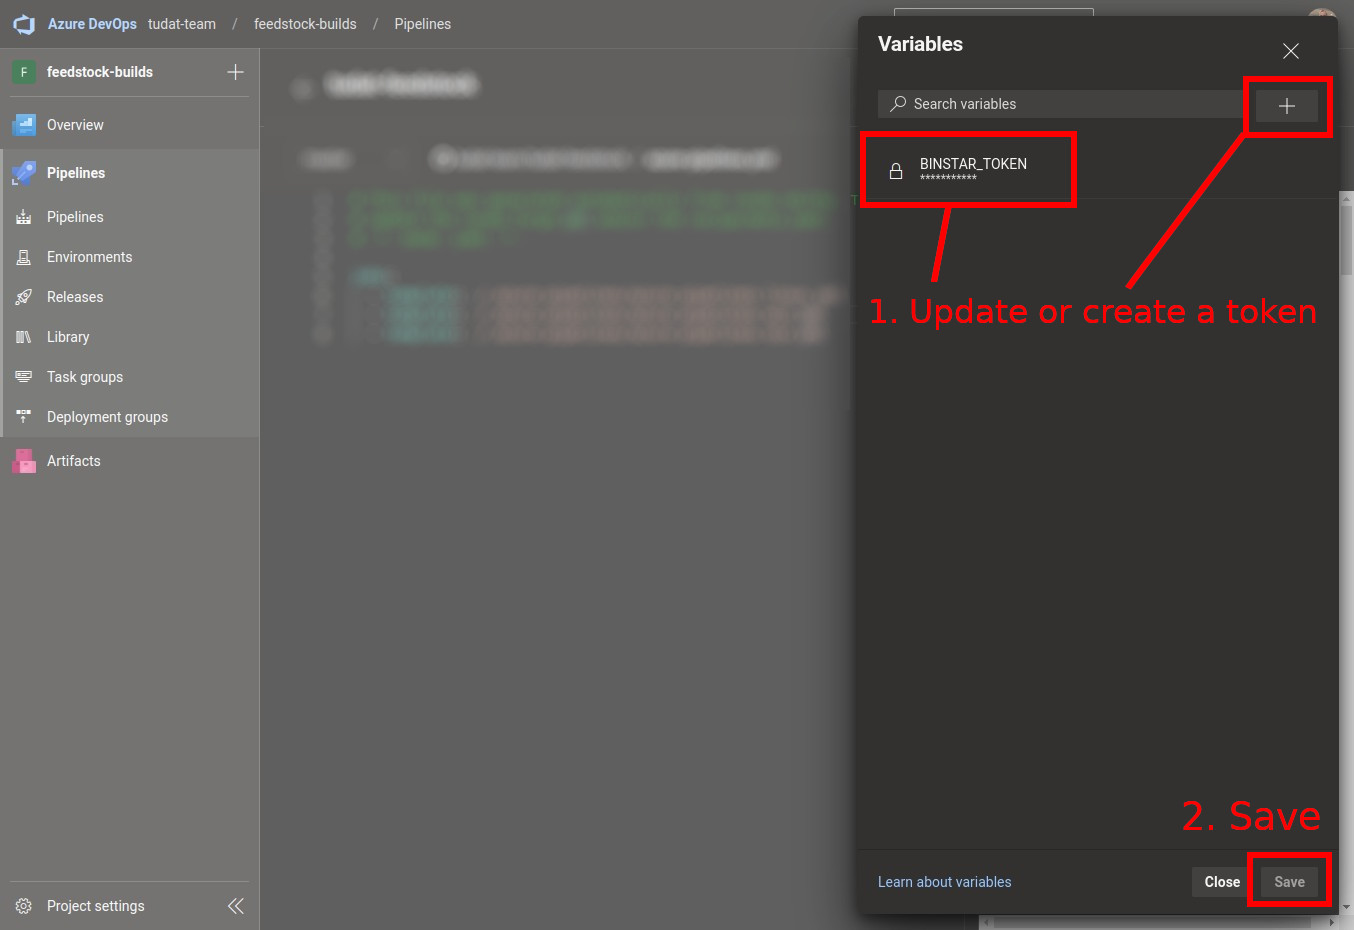 Azure DevOps tudat-team / feedstock-builds / Pipelines
F feedstock-builds
Overview
Pipelines
Pipelines
Environments
Releases
Library
Task groups
Deployment groups
Artifacts
Project settings
Variables
Search variables
BINSTAR_TOKEN
***********
1. Update or create a token
2. Save
Learn about variables
Close
Save